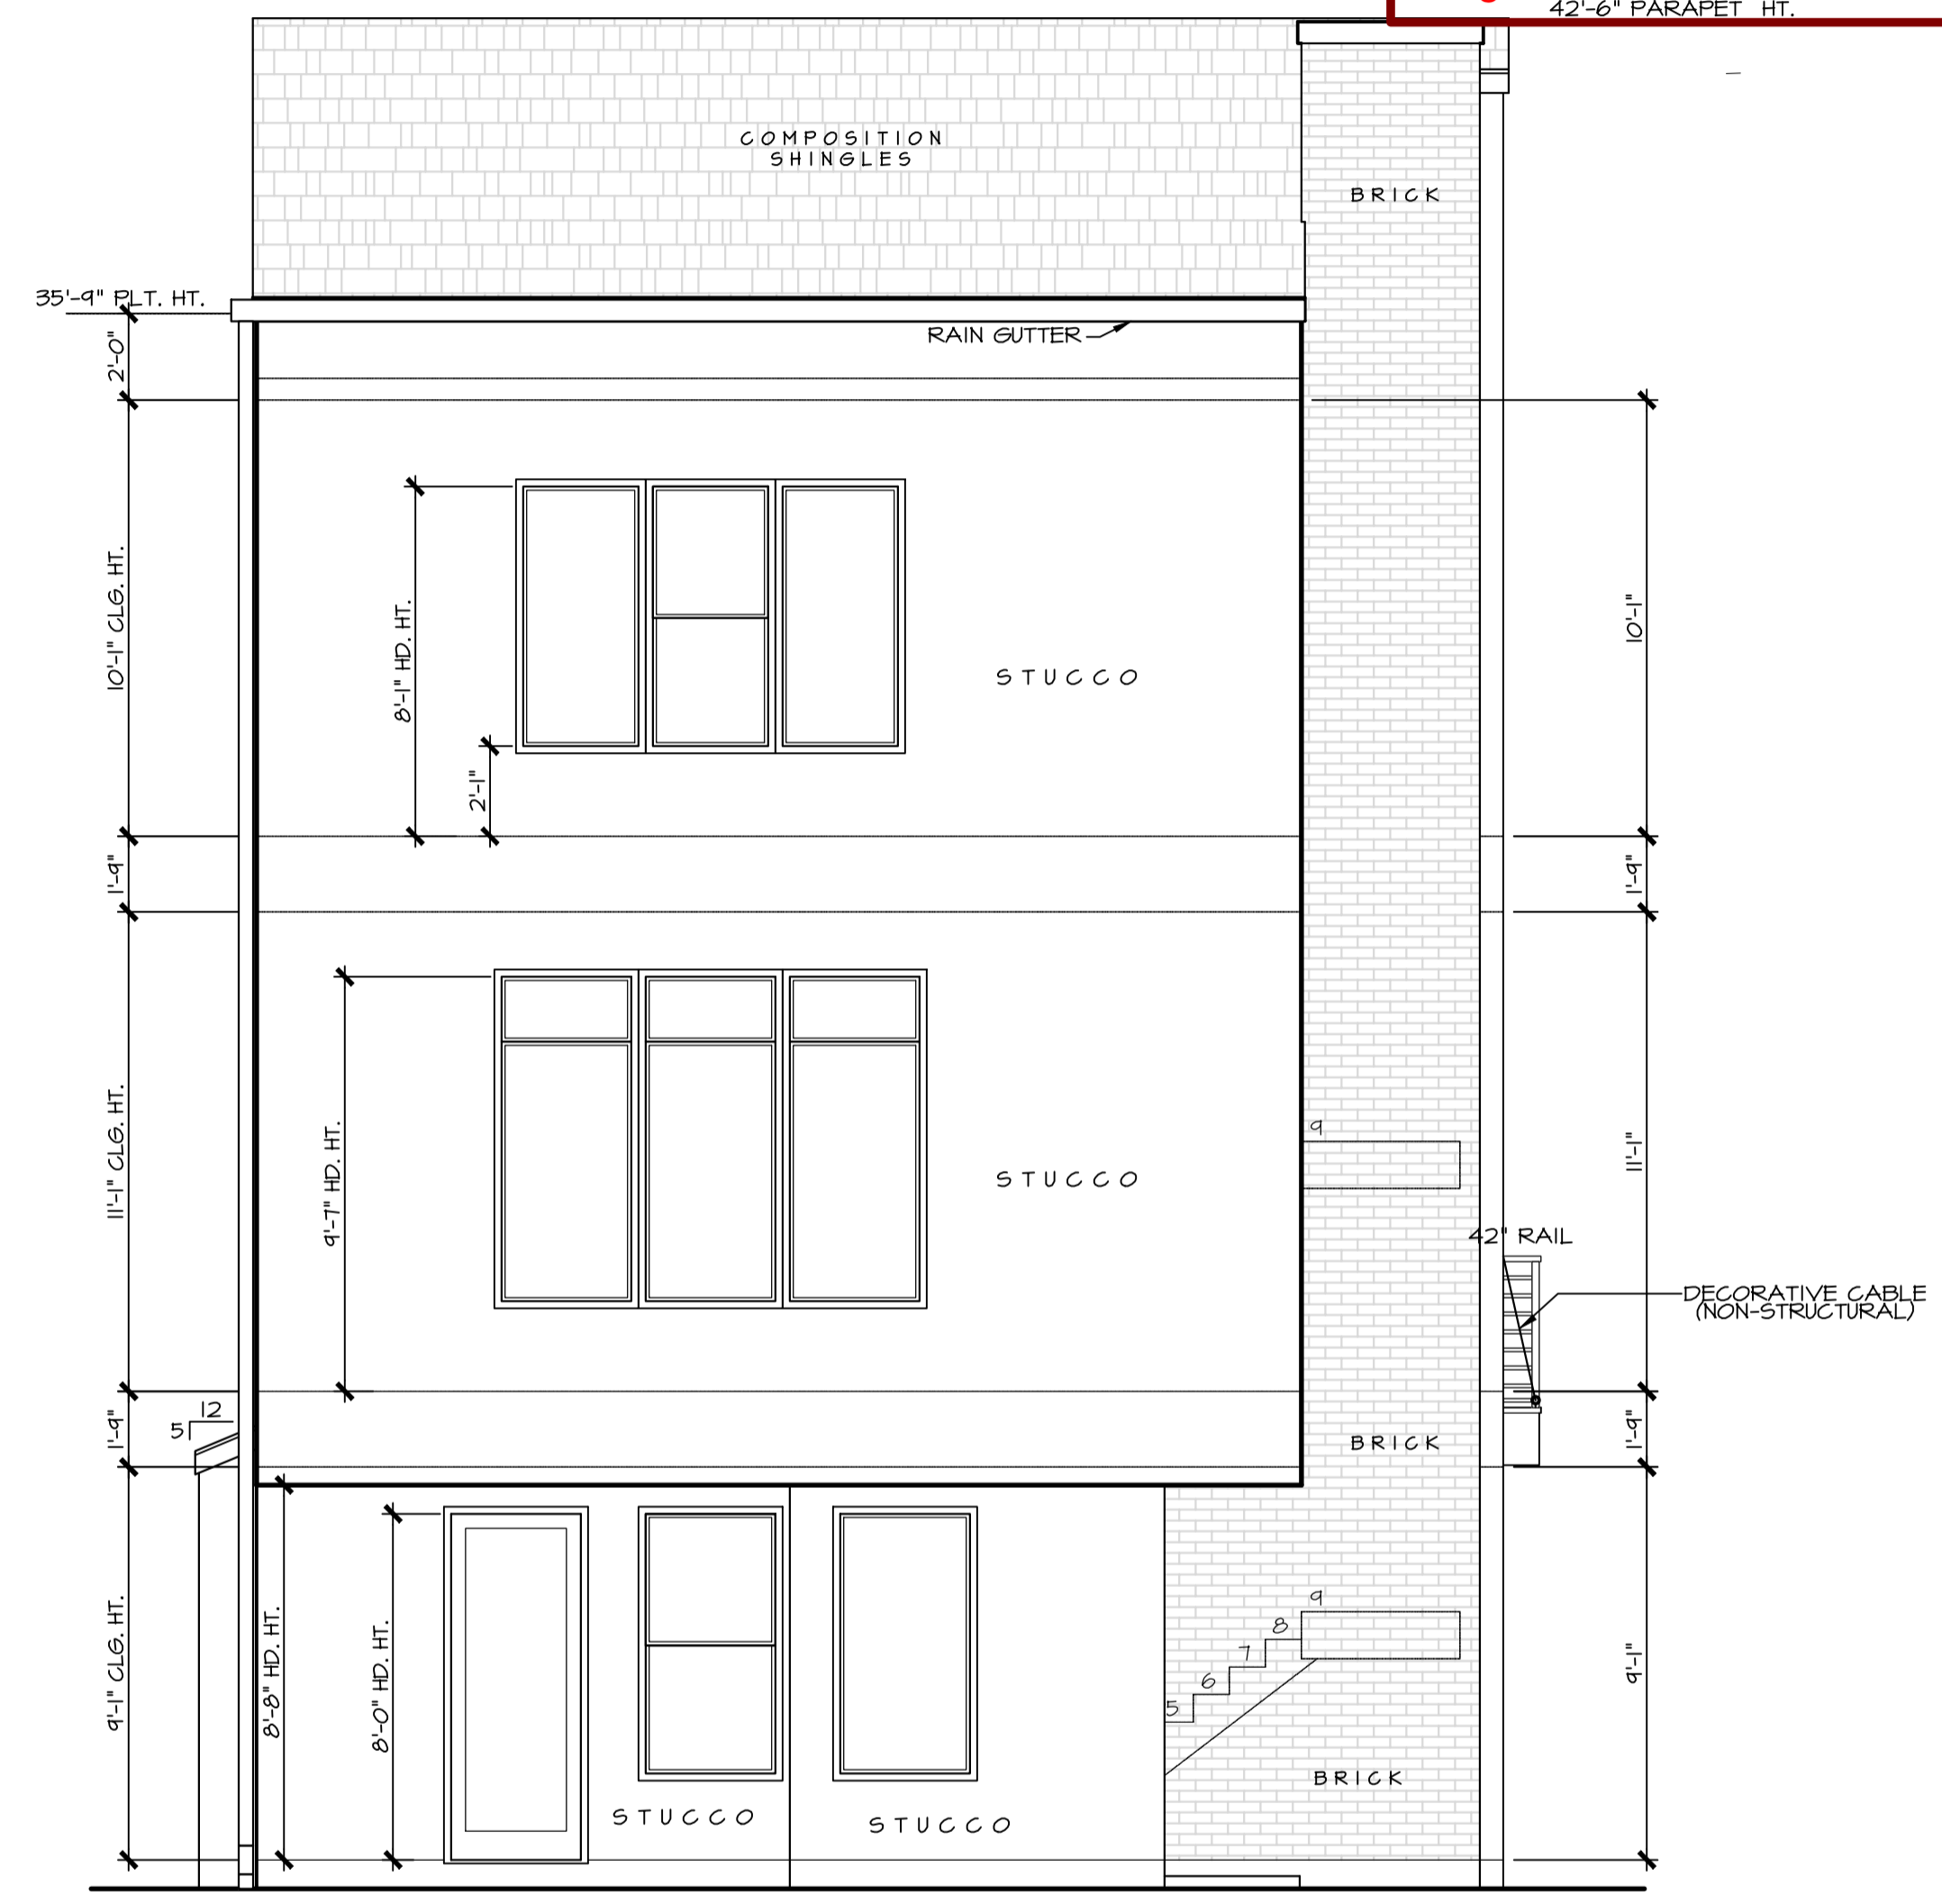 42'-6" PARAPET HT.
COMPOSITION
SHINGLES
BRICK
35'-9" PLT. HT.
RAIN GUTTER
2'-0"
10'-1" CLG. HT.
8'-1" HD. HT.
2'-1"
STUCCO
10'-1"
1'-9"
1'-9"
11'-1" CLG. HT.
9'-7" HD. HT.
STUCCO
9
11'-1"
42" RAIL
DECORATIVE CABLE
(NON-STRUCTURAL)
12
5
1'-9"
BRICK
1'-9"
9'-1" CLG. HT.
8'-8" HD. HT.
8'-0" HD. HT.
9
8
7
6
5
9'-1"
BRICK
STUCCO
STUCCO